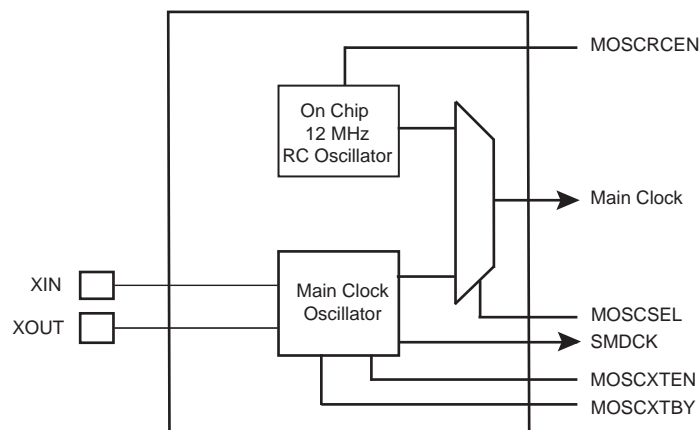 MOSCRCEN
On Chip
12 MHz
RC Oscillator
Main Clock
XIN
Main Clock
Oscillator
XOUT
MOSCSEL
SMDCK
MOSCXTEN
MOSCXTBY